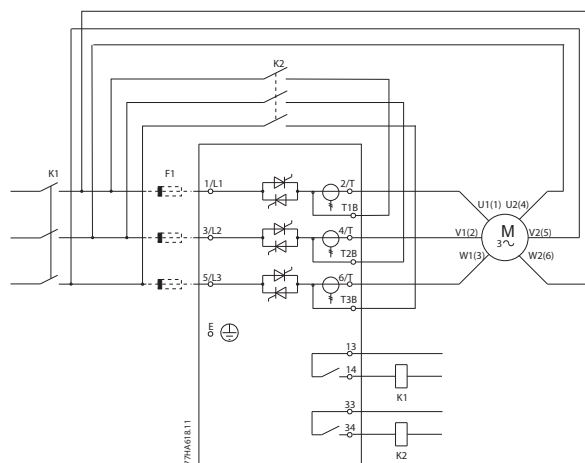 K2
K1
F1
1/L1
2/T
T1B
U1(1)
U2(4)
3/L2
4/T
T2B
V1(2)
M
3~
V2(5)
5/L3
6/T
T3B
W1(3)
W2(6)
E
13
14
K1
33
34
K2
77HA618.11